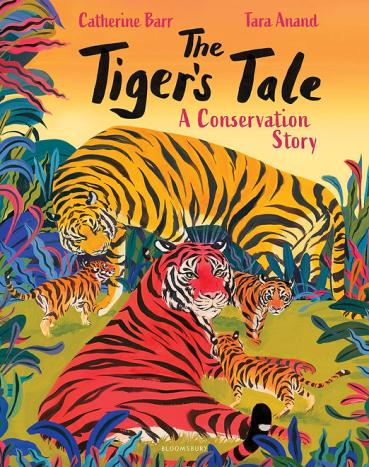 Catherine Barr Tara Anand
The
Tiger's Tale
A Conservation
Story
BLOOMSBURY